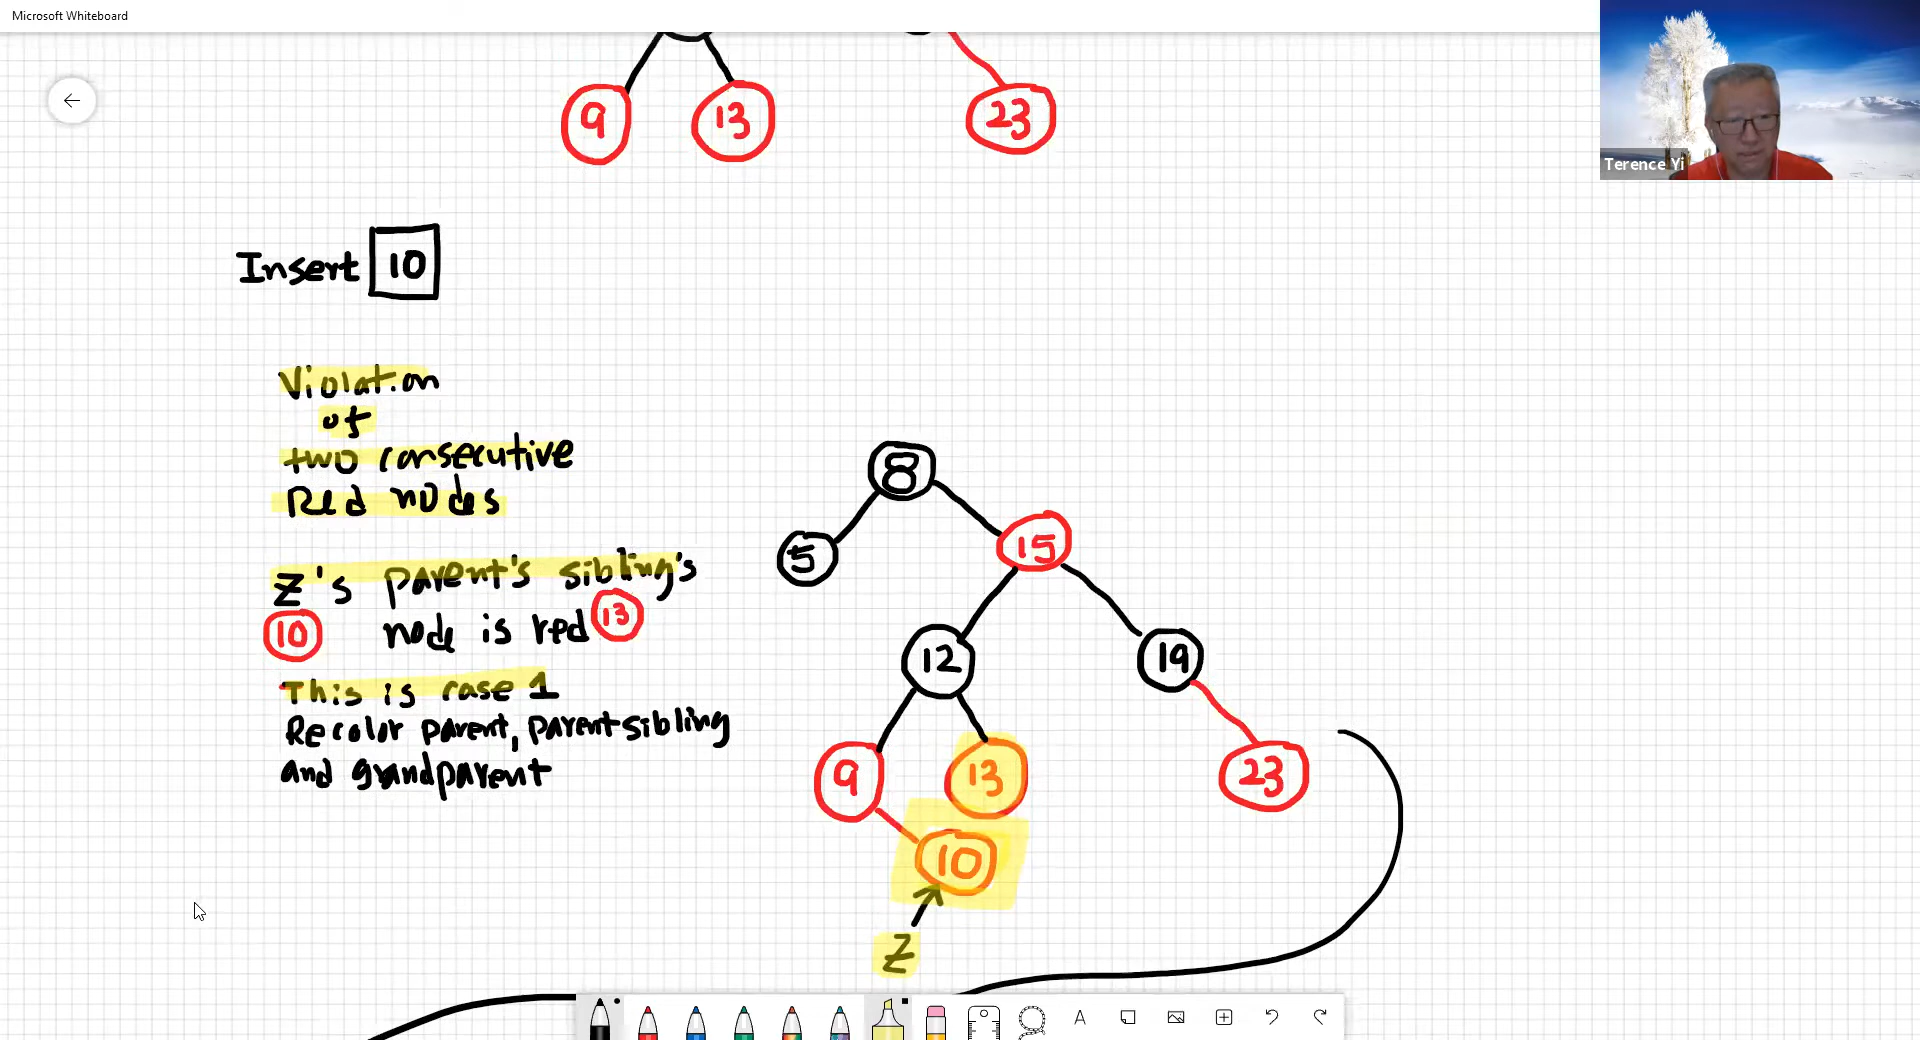 Microsoft Whiteboard
Terence Yi
9 13 23
Insert 10
Violation
of
two consecutive
Red nodes
Z's parent's sibling's
10 node is red 13
This is case 1
Recolor parent, parent sibling
and grandparent
8
5 15
12 19
9 13 23
10
Z
A